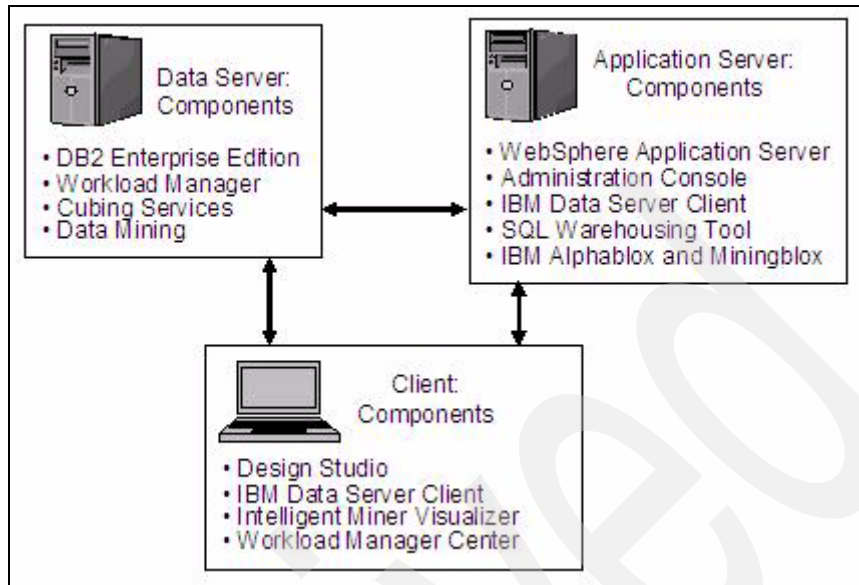 Data Server:
Components
• DB2 Enterprise Edition
• Workload Manager
• Cubing Services
• Data Mining
Application Server:
Components
• WebSphere Application Server
• Administration Console
• IBM Data Server Client
• SQL Warehousing Tool
• IBM Alphablox and Miningblox
Client:
Components
• Design Studio
• IBM Data Server Client
• Intelligent Miner Visualizer
• Workload Manager Center